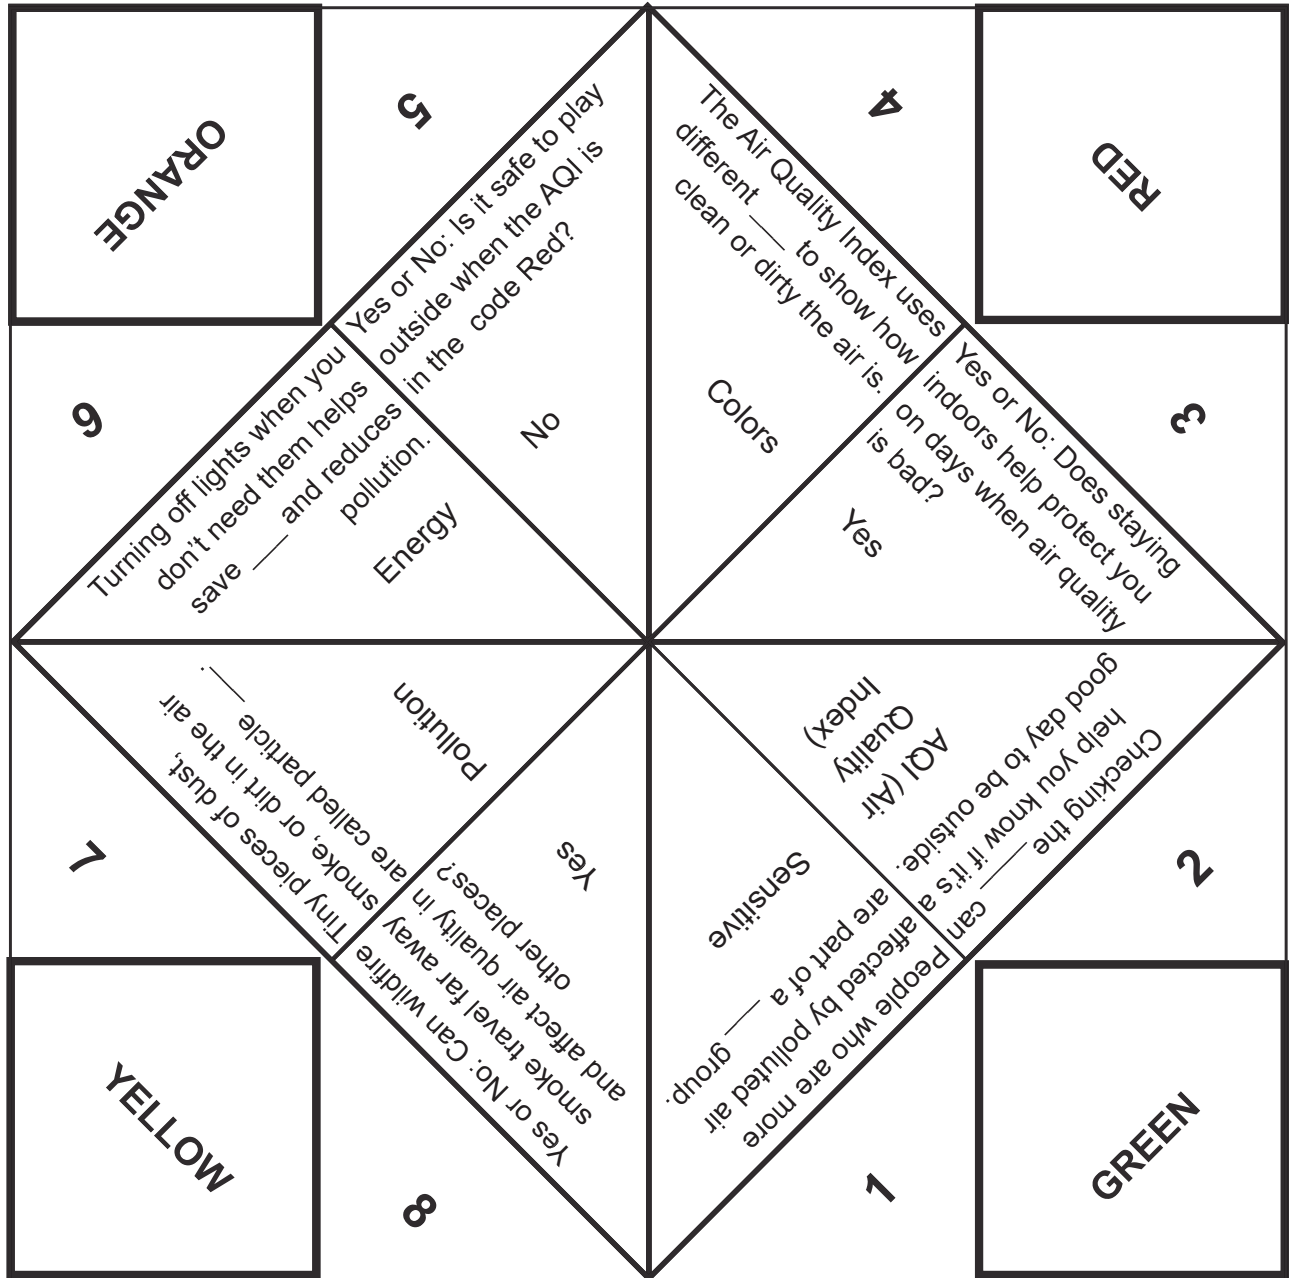 ORANGE
5
4
RED
Yes or No: Is it safe to play
outside when the AQI is
in the code Red?
No
The Air Quality Index uses
different ___ to show how
clean or dirty the air is.
Colors
6
Turning off lights when you
don't need them helps
save ___ and reduces
pollution.
Energy
Yes or No: Does staying
indoors help protect you
on days when air quality
is bad?
Yes
3
7
Tiny pieces of dust,
smoke, or dirt in the air
are called particle ___.
Pollution
Checking the ___ can
help you know if it's a
good day to be outside.
AQI (Air
Quality
Index)
2
YELLOW
8
Yes or No: Can wildfire
smoke travel far away
and affect air quality in
other places?
Yes
People who are more
affected by polluted air
are part of a ___ group.
Sensitive
1
GREEN